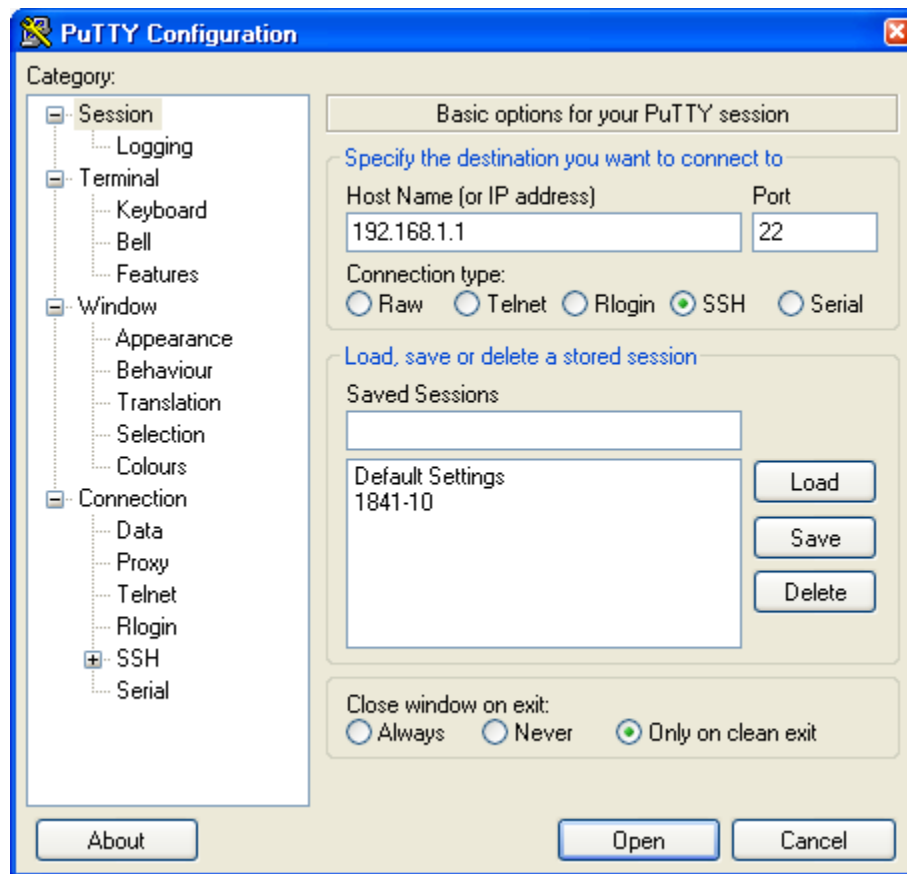 PuTTY Configuration
Category:
Session
Logging
Terminal
Keyboard
Bell
Features
Window
Appearance
Behaviour
Translation
Selection
Colours
Connection
Data
Proxy
Telnet
Rlogin
SSH
Serial
Basic options for your PuTTY session
Specify the destination you want to connect to
Host Name (or IP address) Port
192.168.1.1 22
Connection type:
Raw Telnet Rlogin SSH Serial
Load, save or delete a stored session
Saved Sessions
Default Settings
1841-10
Load
Save
Delete
Close window on exit:
Always Never Only on clean exit
About Open Cancel